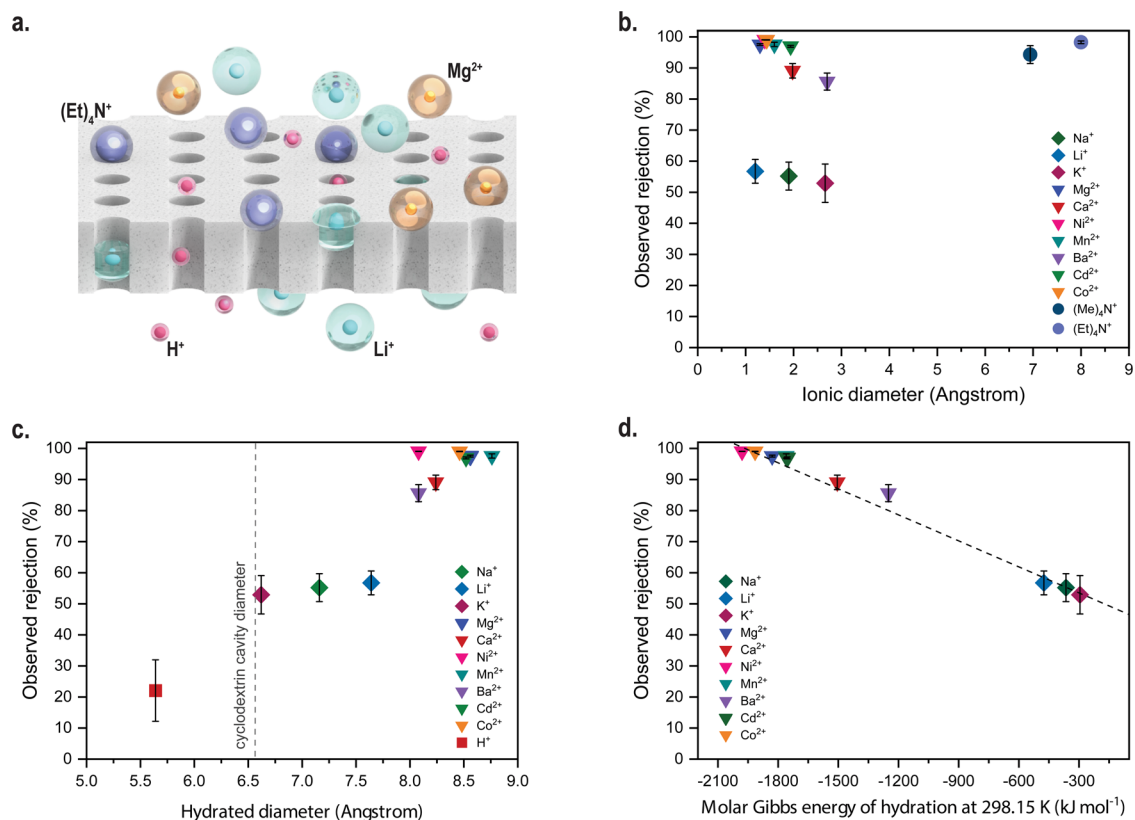 a.
Mg²⁺
(Et)₄N⁺
H⁺
Li⁺
b.
Observed rejection (%)
100
90
80
70
60
50
40
30
20
10
0
0 1 2 3 4 5 6 7 8 9
Ionic diameter (Angstrom)
Na⁺
Li⁺
K⁺
Mg²⁺
Ca²⁺
Ni²⁺
Mn²⁺
Ba²⁺
Cd²⁺
Co²⁺
(Me)₄N⁺
(Et)₄N⁺
c.
Observed rejection (%)
100
90
80
70
60
50
40
30
20
10
0
cyclodextrin cavity diameter
Na⁺
Li⁺
K⁺
Mg²⁺
Ca²⁺
Ni²⁺
Mn²⁺
Ba²⁺
Cd²⁺
Co²⁺
H⁺
5.0 5.5 6.0 6.5 7.0 7.5 8.0 8.5 9.0
Hydrated diameter (Angstrom)
d.
Observed rejection (%)
100
90
80
70
60
50
40
30
20
10
0
Na⁺
Li⁺
K⁺
Mg²⁺
Ca²⁺
Ni²⁺
Mn²⁺
Ba²⁺
Cd²⁺
Co²⁺
-2100 -1800 -1500 -1200 -900 -600 -300
Molar Gibbs energy of hydration at 298.15 K (kJ mol⁻¹)